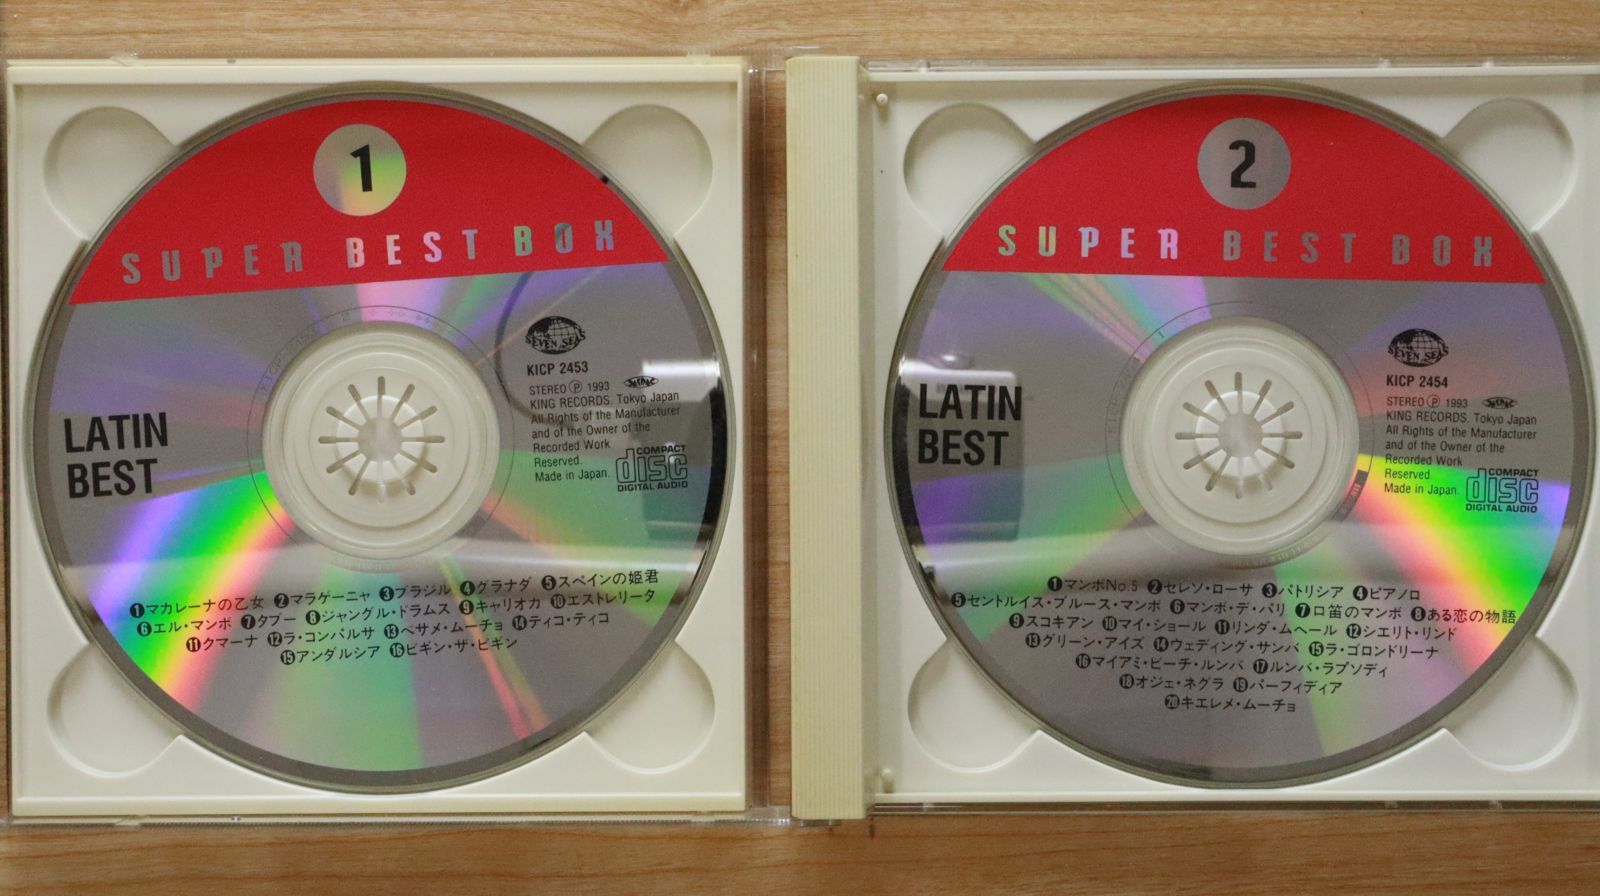 1
SUPER BEST BOX
SEVEN SEAS
KICP 2453
STEREO Ⓟ 1993
KING RECORDS. Tokyo Japan
All Rights of the Manufacturer
and of the Owner of the
Recorded Work
Reserved.
Made in Japan.
COMPACT
disc
DIGITAL AUDIO
LATIN
BEST
❶マカレーナの乙女 ❷マラゲーニャ ❸ブラジル ❹グラナダ ❺スペインの姫君
❻エル・マンボ ❼タブー ❽ジャングル・ドラムス ❾キャリオカ ❿エストレリータ
⓫クマーナ ⓬ラ・コンパルサ ⓭ベサメ・ムーチョ ⓮ティコ・ティコ
⓯アンダルシア ⓰ビギン・ザ・ビギン
2
SUPER BEST BOX
SEVEN SEAS
KICP 2454
STEREO Ⓟ 1993
KING RECORDS. Tokyo Japan
All Rights of the Manufacturer
and of the Owner of the
Recorded Work
Reserved.
Made in Japan.
COMPACT
disc
DIGITAL AUDIO
LATIN
BEST
❶マンボNo.5 ❷セレソ・ローサ ❸パトリシア ❹ピアノロ
❺セントルイス・ブルース・マンボ ❻マンボ・デ・パリ ❼口笛のマンボ ❽ある恋の物語
❾スコキアン ❿マイ・ショール ⓫リンダ・ムヘール ⓬シエリト・リンド
⓭グリーン・アイズ ⓮ウェディング・サンバ ⓯ラ・ゴロンドリーナ
⓰マイアミ・ビーチ・ルンバ ⓱ルンバ・ラプソディ
⓲オジェ・ネグラ ⓳パーフィディア
⓴キエレメ・ムーチョ